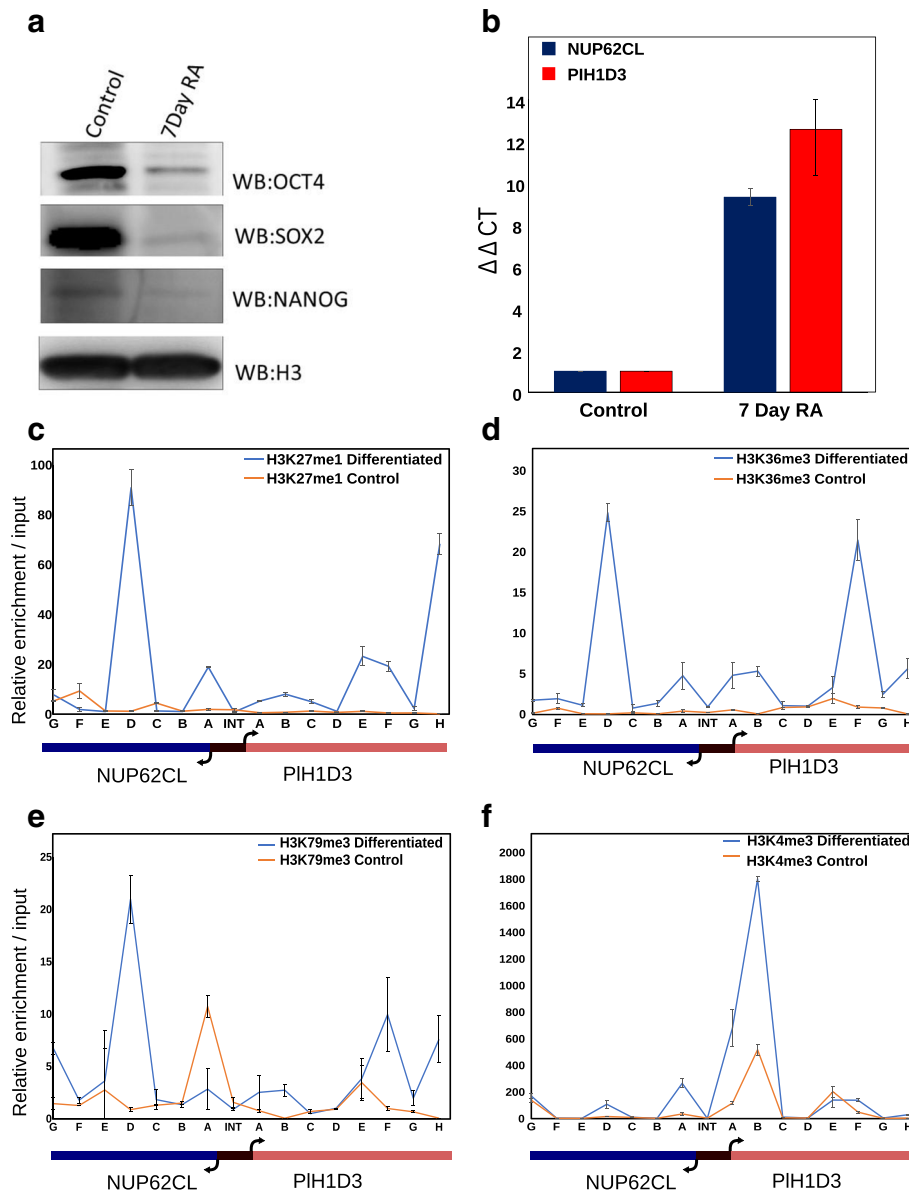 a
Control
7Day RA
WB:OCT4
WB:SOX2
WB:NANOG
WB:H3
b
NUP62CL
PIH1D3
14
12
10
8
6
4
2
0
Δ Δ CT
Control
7 Day RA
c
H3K27me1 Differentiated
H3K27me1 Control
100
80
60
40
20
0
Relative enrichment / input
G F E D C B A INT A B C D E F G H
NUP62CL
PIH1D3
d
H3K36me3 Differentiated
H3K36me3 Control
30
25
20
15
10
5
0
G F E D C B A INT A B C D E F G H
NUP62CL
PIH1D3
e
H3K79me3 Differentiated
H3K79me3 Control
25
20
15
10
5
0
Relative enrichment / input
G F E D C B A INT A B C D E F G H
NUP62CL
PIH1D3
f
H3K4me3 Differentiated
H3K4me3 Control
2000
1800
1600
1400
1200
1000
800
600
400
200
0
G F E D C B A INT A B C D E F G H
NUP62CL
PIH1D3